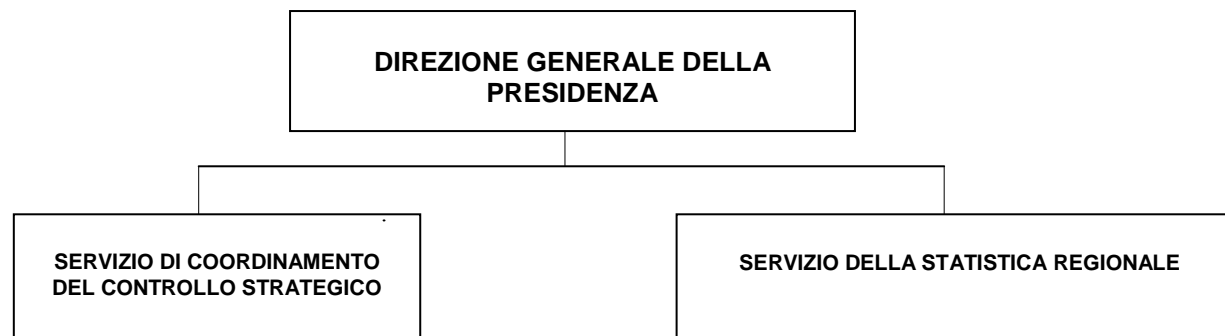 DIREZIONE GENERALE DELLA
PRESIDENZA
SERVIZIO DI COORDINAMENTO
DEL CONTROLLO STRATEGICO
SERVIZIO DELLA STATISTICA REGIONALE